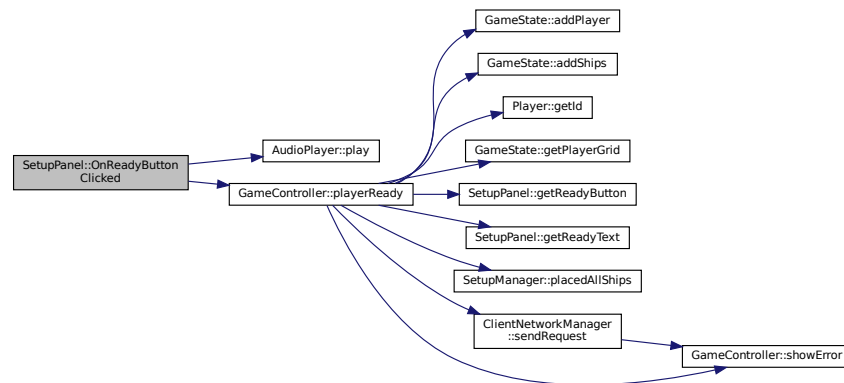 GameState::addPlayer
GameState::addShips
Player::getId
AudioPlayer::play
GameState::getPlayerGrid
SetupPanel::OnReadyButton
Clicked
GameController::playerReady
SetupPanel::getReadyButton
SetupPanel::getReadyText
SetupManager::placedAllShips
ClientNetworkManager
::sendRequest
GameController::showError